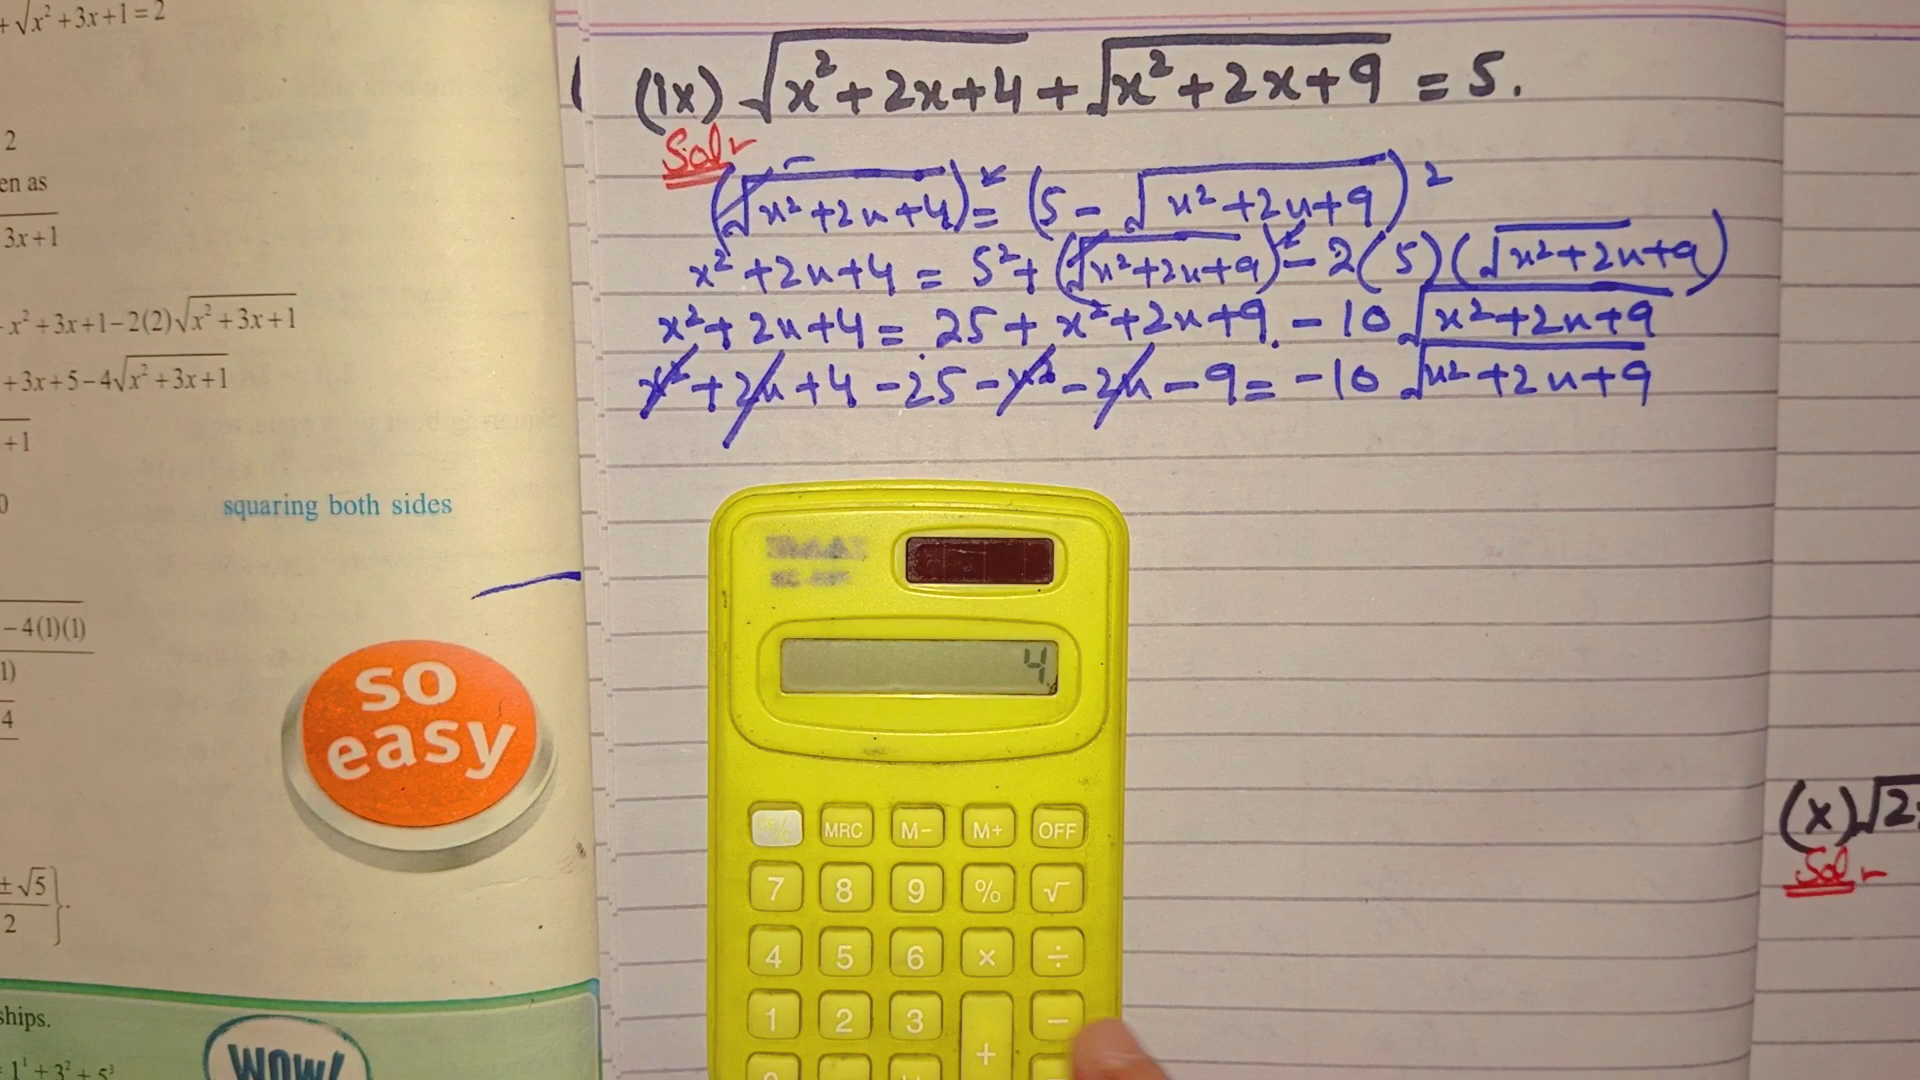 +√x²+3x+1=2
2
en as
3x+1
x²+3x+1−2(2)√x²+3x+1
+3x+5−4√x²+3x+1
+1
0
squaring both sides
−4(1)(1)
1)
4
so
easy
±√5
2
}.
ships.
WOW!
= 1¹ + 3² + 5³
(ix) √x²+2x+4 + √x²+2x+9 = 5.
Sol
(√x²+2x+4)² = (5 − √x²+2x+9)²
x²+2x+4 = 5²+(√x²+2x+9)² − 2(5)(√x²+2x+9)
x²+2x+4 = 25+x²+2x+9 − 10√x²+2x+9
x²+2x+4−25−x²−2x−9 = −10√x²+2x+9
4.
MRC M− M+ OFF
7 8 9 % √
4 5 6 × ÷
1 2 3 −
+
(x) √2
Sol